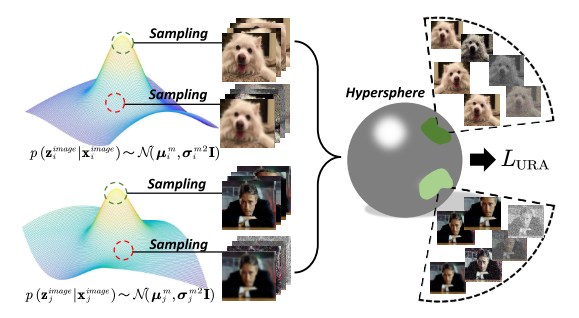 Sampling
Sampling
p (z_i^{image}|x_i^{image}) ~ N(μ_i^m, σ_i^{m2}I)
Hypersphere
L_URA
Sampling
Sampling
p (z_j^{image}|x_j^{image}) ~ N(μ_j^m, σ_j^{m2}I)